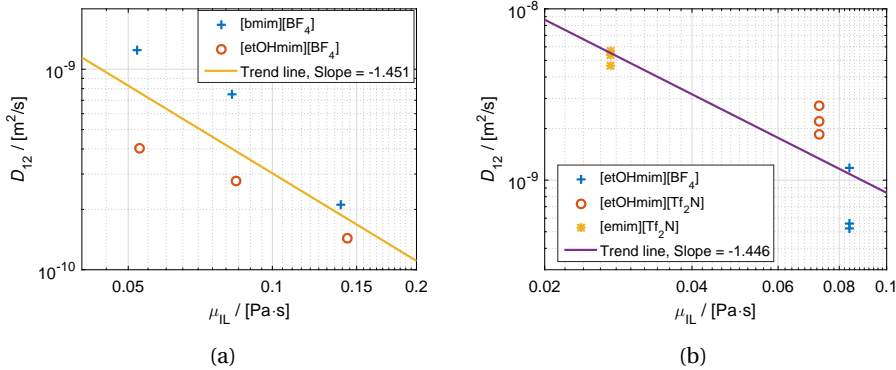 [bmim][BF4]
[etOHmim][BF4]
Trend line, Slope = -1.451
10^-9
10^-10
D12 / [m^2/s]
0.05
0.1
0.15
0.2
μIL / [Pa·s]
(a)
10^-8
10^-9
D12 / [m^2/s]
[etOHmim][BF4]
[etOHmim][Tf2N]
[emim][Tf2N]
Trend line, Slope = -1.446
0.02
0.04
0.06
0.08
0.1
μIL / [Pa·s]
(b)